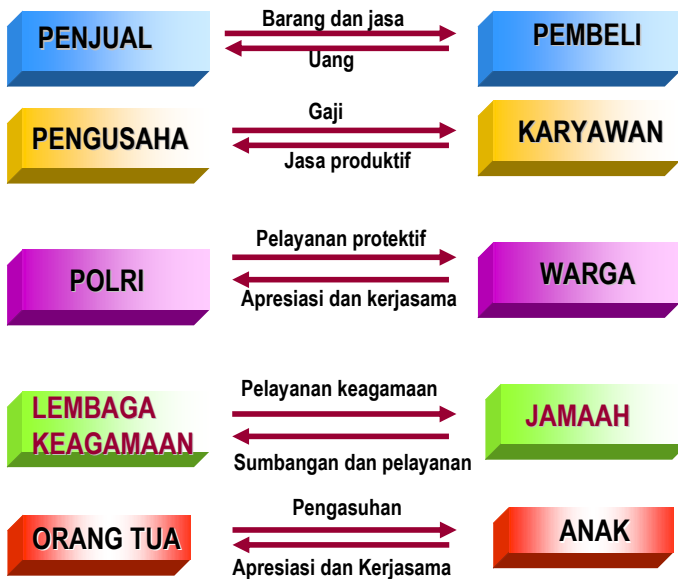 PENJUAL
Barang dan jasa
Uang
PEMBELI
PENGUSAHA
Gaji
Jasa produktif
KARYAWAN
POLRI
Pelayanan protektif
Apresiasi dan kerjasama
WARGA
LEMBAGA
KEAGAMAAN
Pelayanan keagamaan
Sumbangan dan pelayanan
JAMAAH
ORANG TUA
Pengasuhan
Apresiasi dan Kerjasama
ANAK